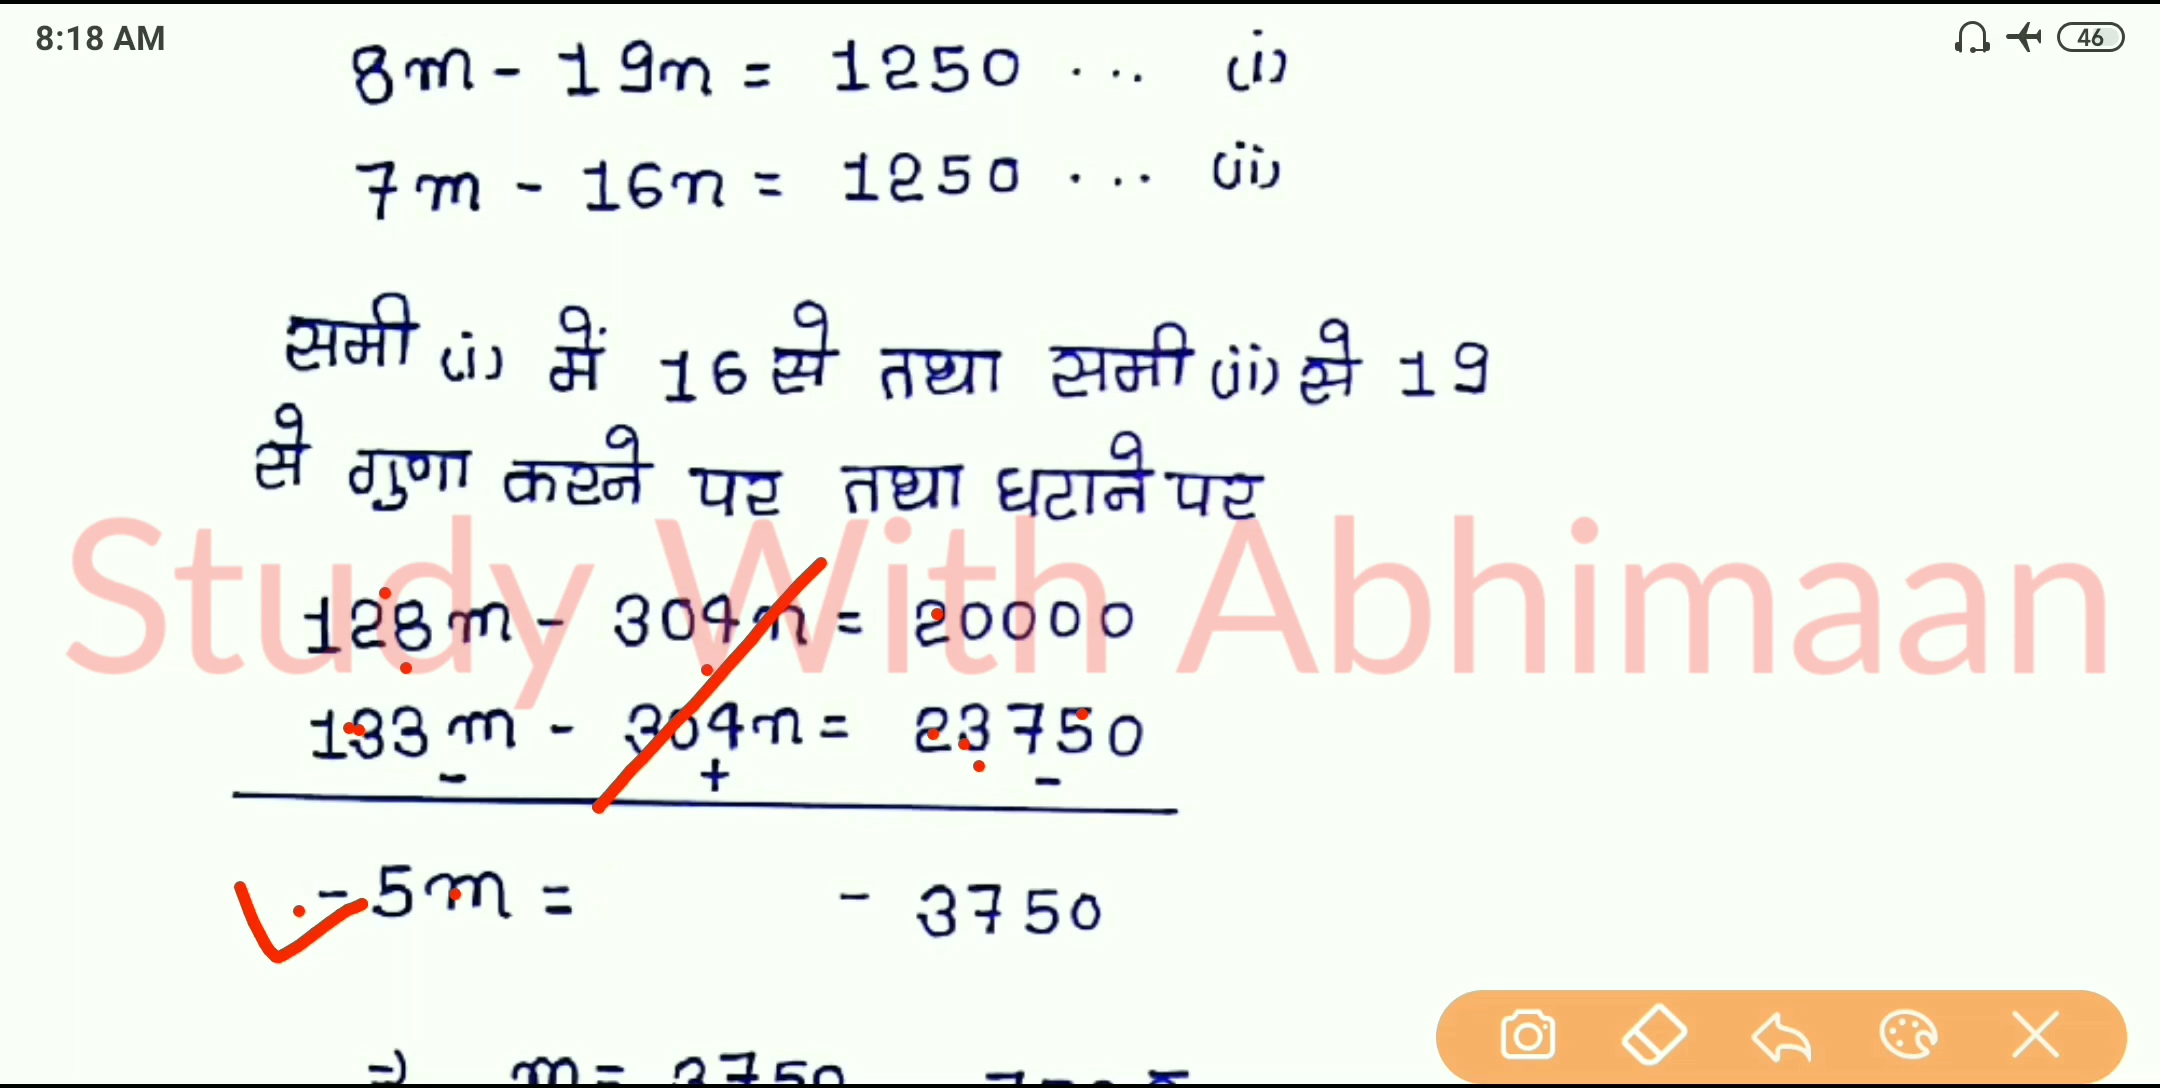 8:18 AM
46
8m - 19n = 1250 ... (i)
7m - 16n = 1250 ... (ii)
समी (i) में 16 से तथा समी (ii) से 19
से गुणा करने पर तथा घटाने पर
Study With Abhimaan
128m - 304n = 20000
133m - 304n = 23750
- + -
-5m = - 3750
⇒ m = 3750